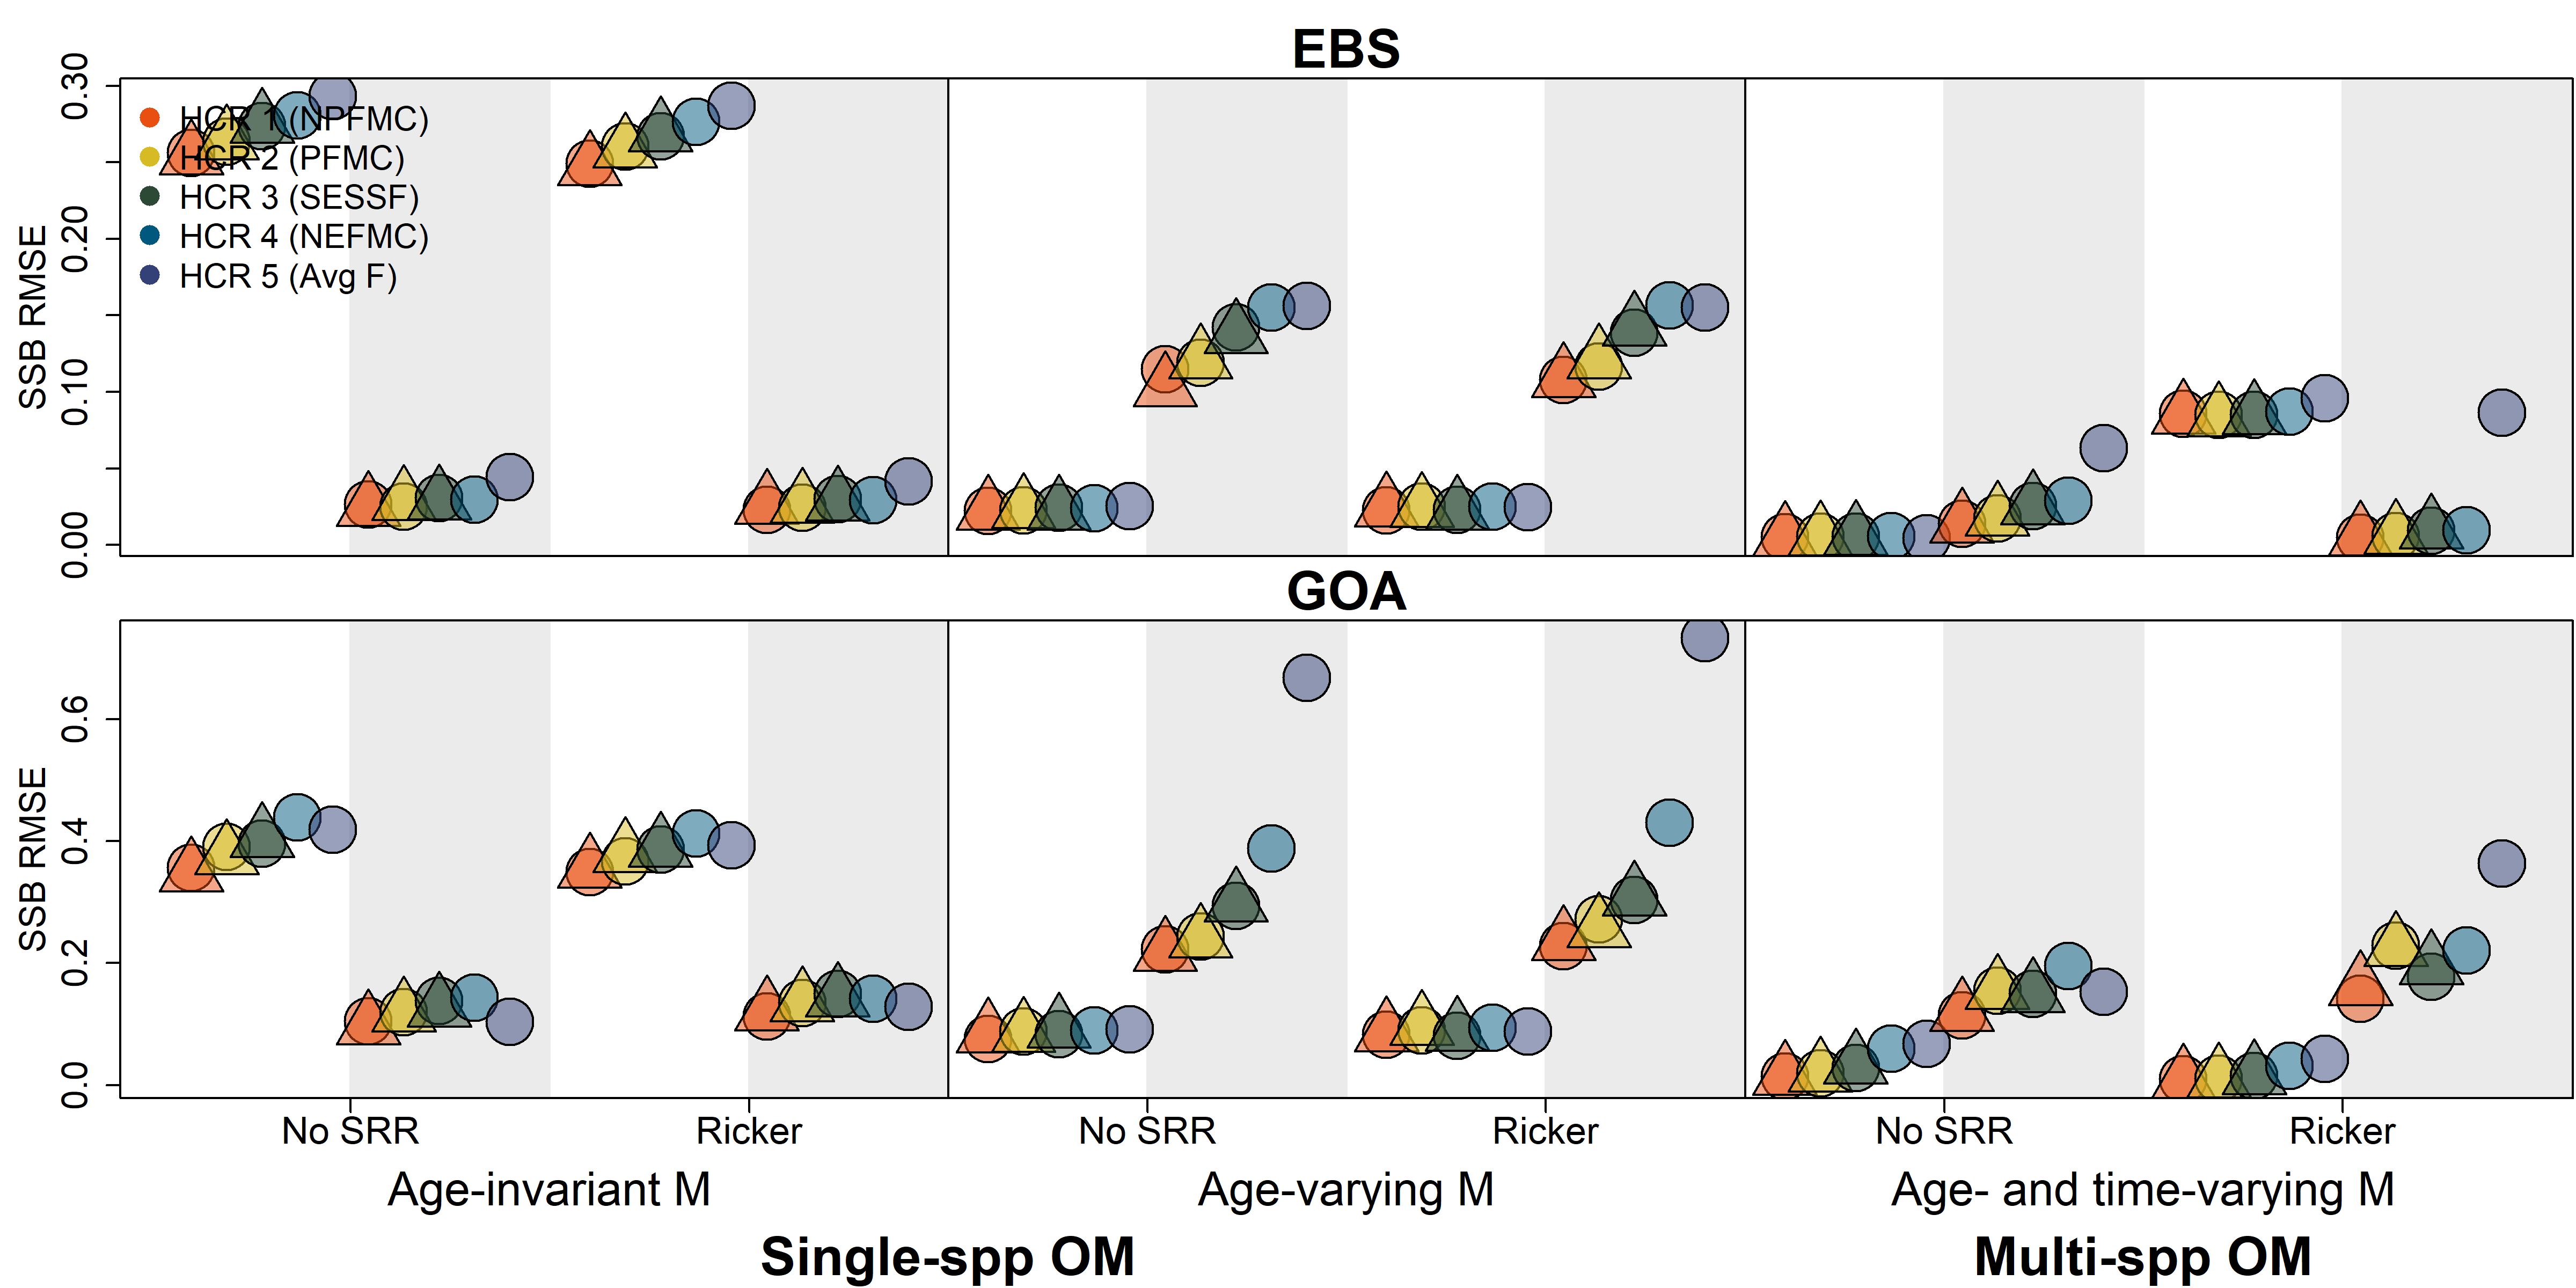 EBS
SSB RMSE
0.30
0.20
0.10
0.00
HCR 1 (NPFMC)
HCR 2 (PFMC)
HCR 3 (SESSF)
HCR 4 (NEFMC)
HCR 5 (Avg F)
GOA
SSB RMSE
0.6
0.4
0.2
0.0
No SRR Ricker No SRR Ricker No SRR Ricker
Age-invariant M Age-varying M Age- and time-varying M
Single-spp OM Multi-spp OM